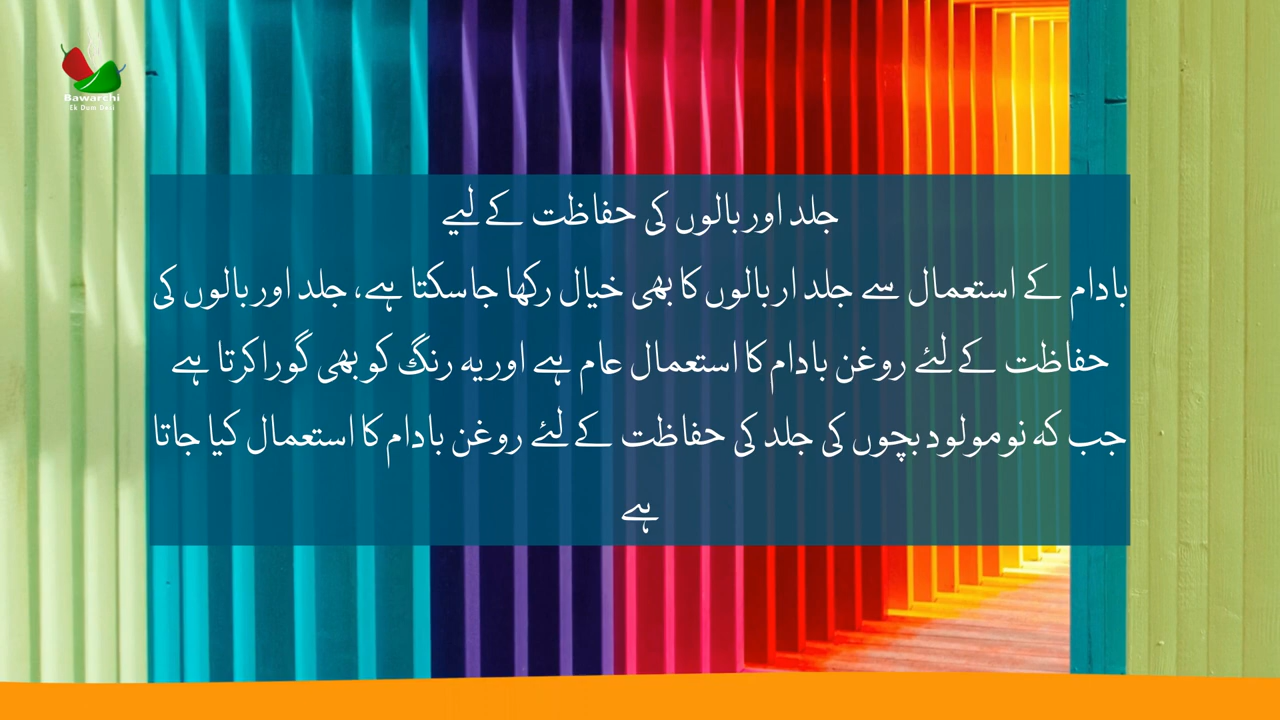 Bawarchi
Ek Dum Desi
جلد اور بالوں کی حفاظت کے لیے
بادام کے استعمال سے جلد اربالوں کا بھی خیال رکھا جاسکتا ہے، جلد اور بالوں کی
حفاظت کے لئے روغن بادام کا استعمال عام ہے اور یہ رنگ کو بھی گورا کرتا ہے
جب کہ نومولود بچوں کی جلد کی حفاظت کے لئے روغن بادام کا استعمال کیا جاتا
ہے